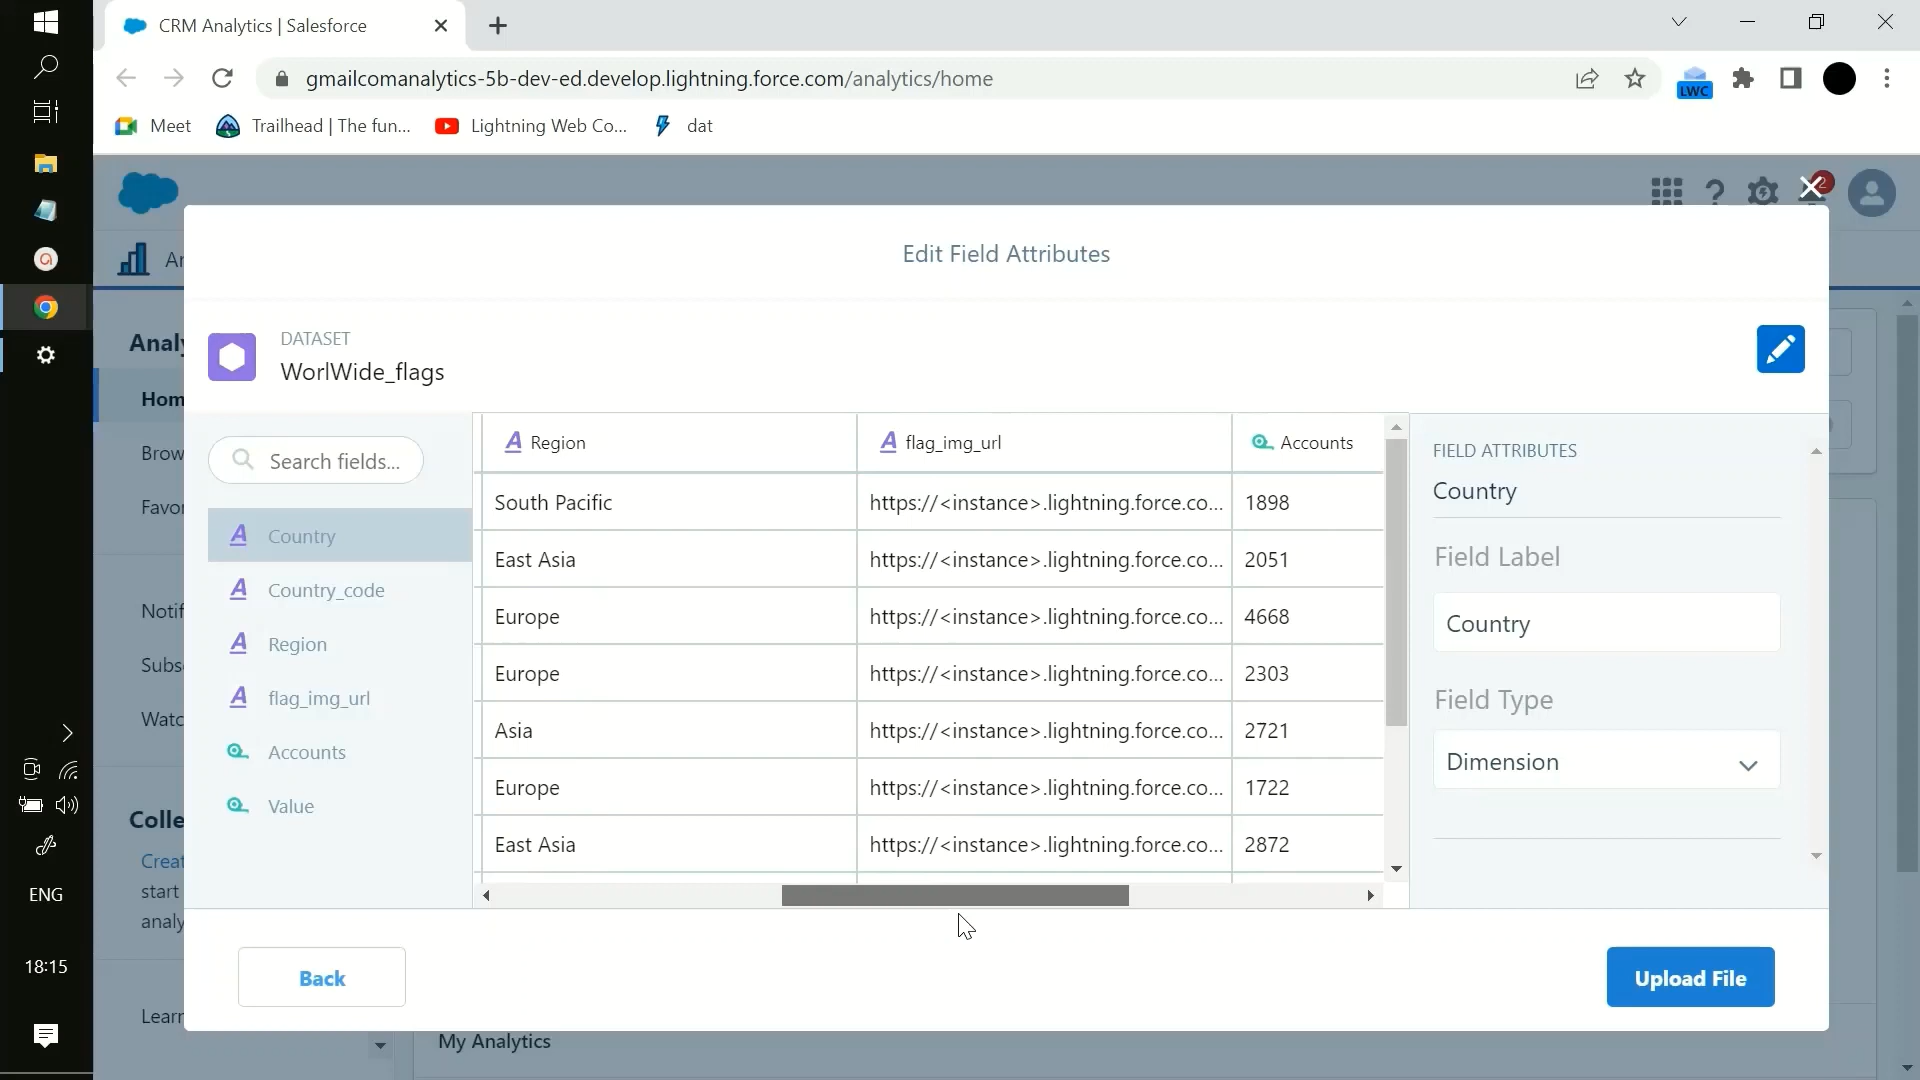 CRM Analytics | Salesforce
gmailcomanalytics-5b-dev-ed.develop.lightning.force.com/analytics/home
LWC
Meet
Trailhead | The fun...
Lightning Web Co...
dat
2
Edit Field Attributes
DATASET
WorlWide_flags
Search fields...
Country
Country_code
Region
flag_img_url
Accounts
Value
Region flag_img_url Accounts
South Pacific https://<instance>.lightning.force.co... 1898
East Asia https://<instance>.lightning.force.co... 2051
Europe https://<instance>.lightning.force.co... 4668
Europe https://<instance>.lightning.force.co... 2303
Asia https://<instance>.lightning.force.co... 2721
Europe https://<instance>.lightning.force.co... 1722
East Asia https://<instance>.lightning.force.co... 2872
FIELD ATTRIBUTES
Country
Field Label
Country
Field Type
Dimension
Back
Upload File
Analy
Hom
Brow
Favor
Notif
Subs
Watc
Colle
Creat
start
analy
Learn
My Analytics
ENG
18:15